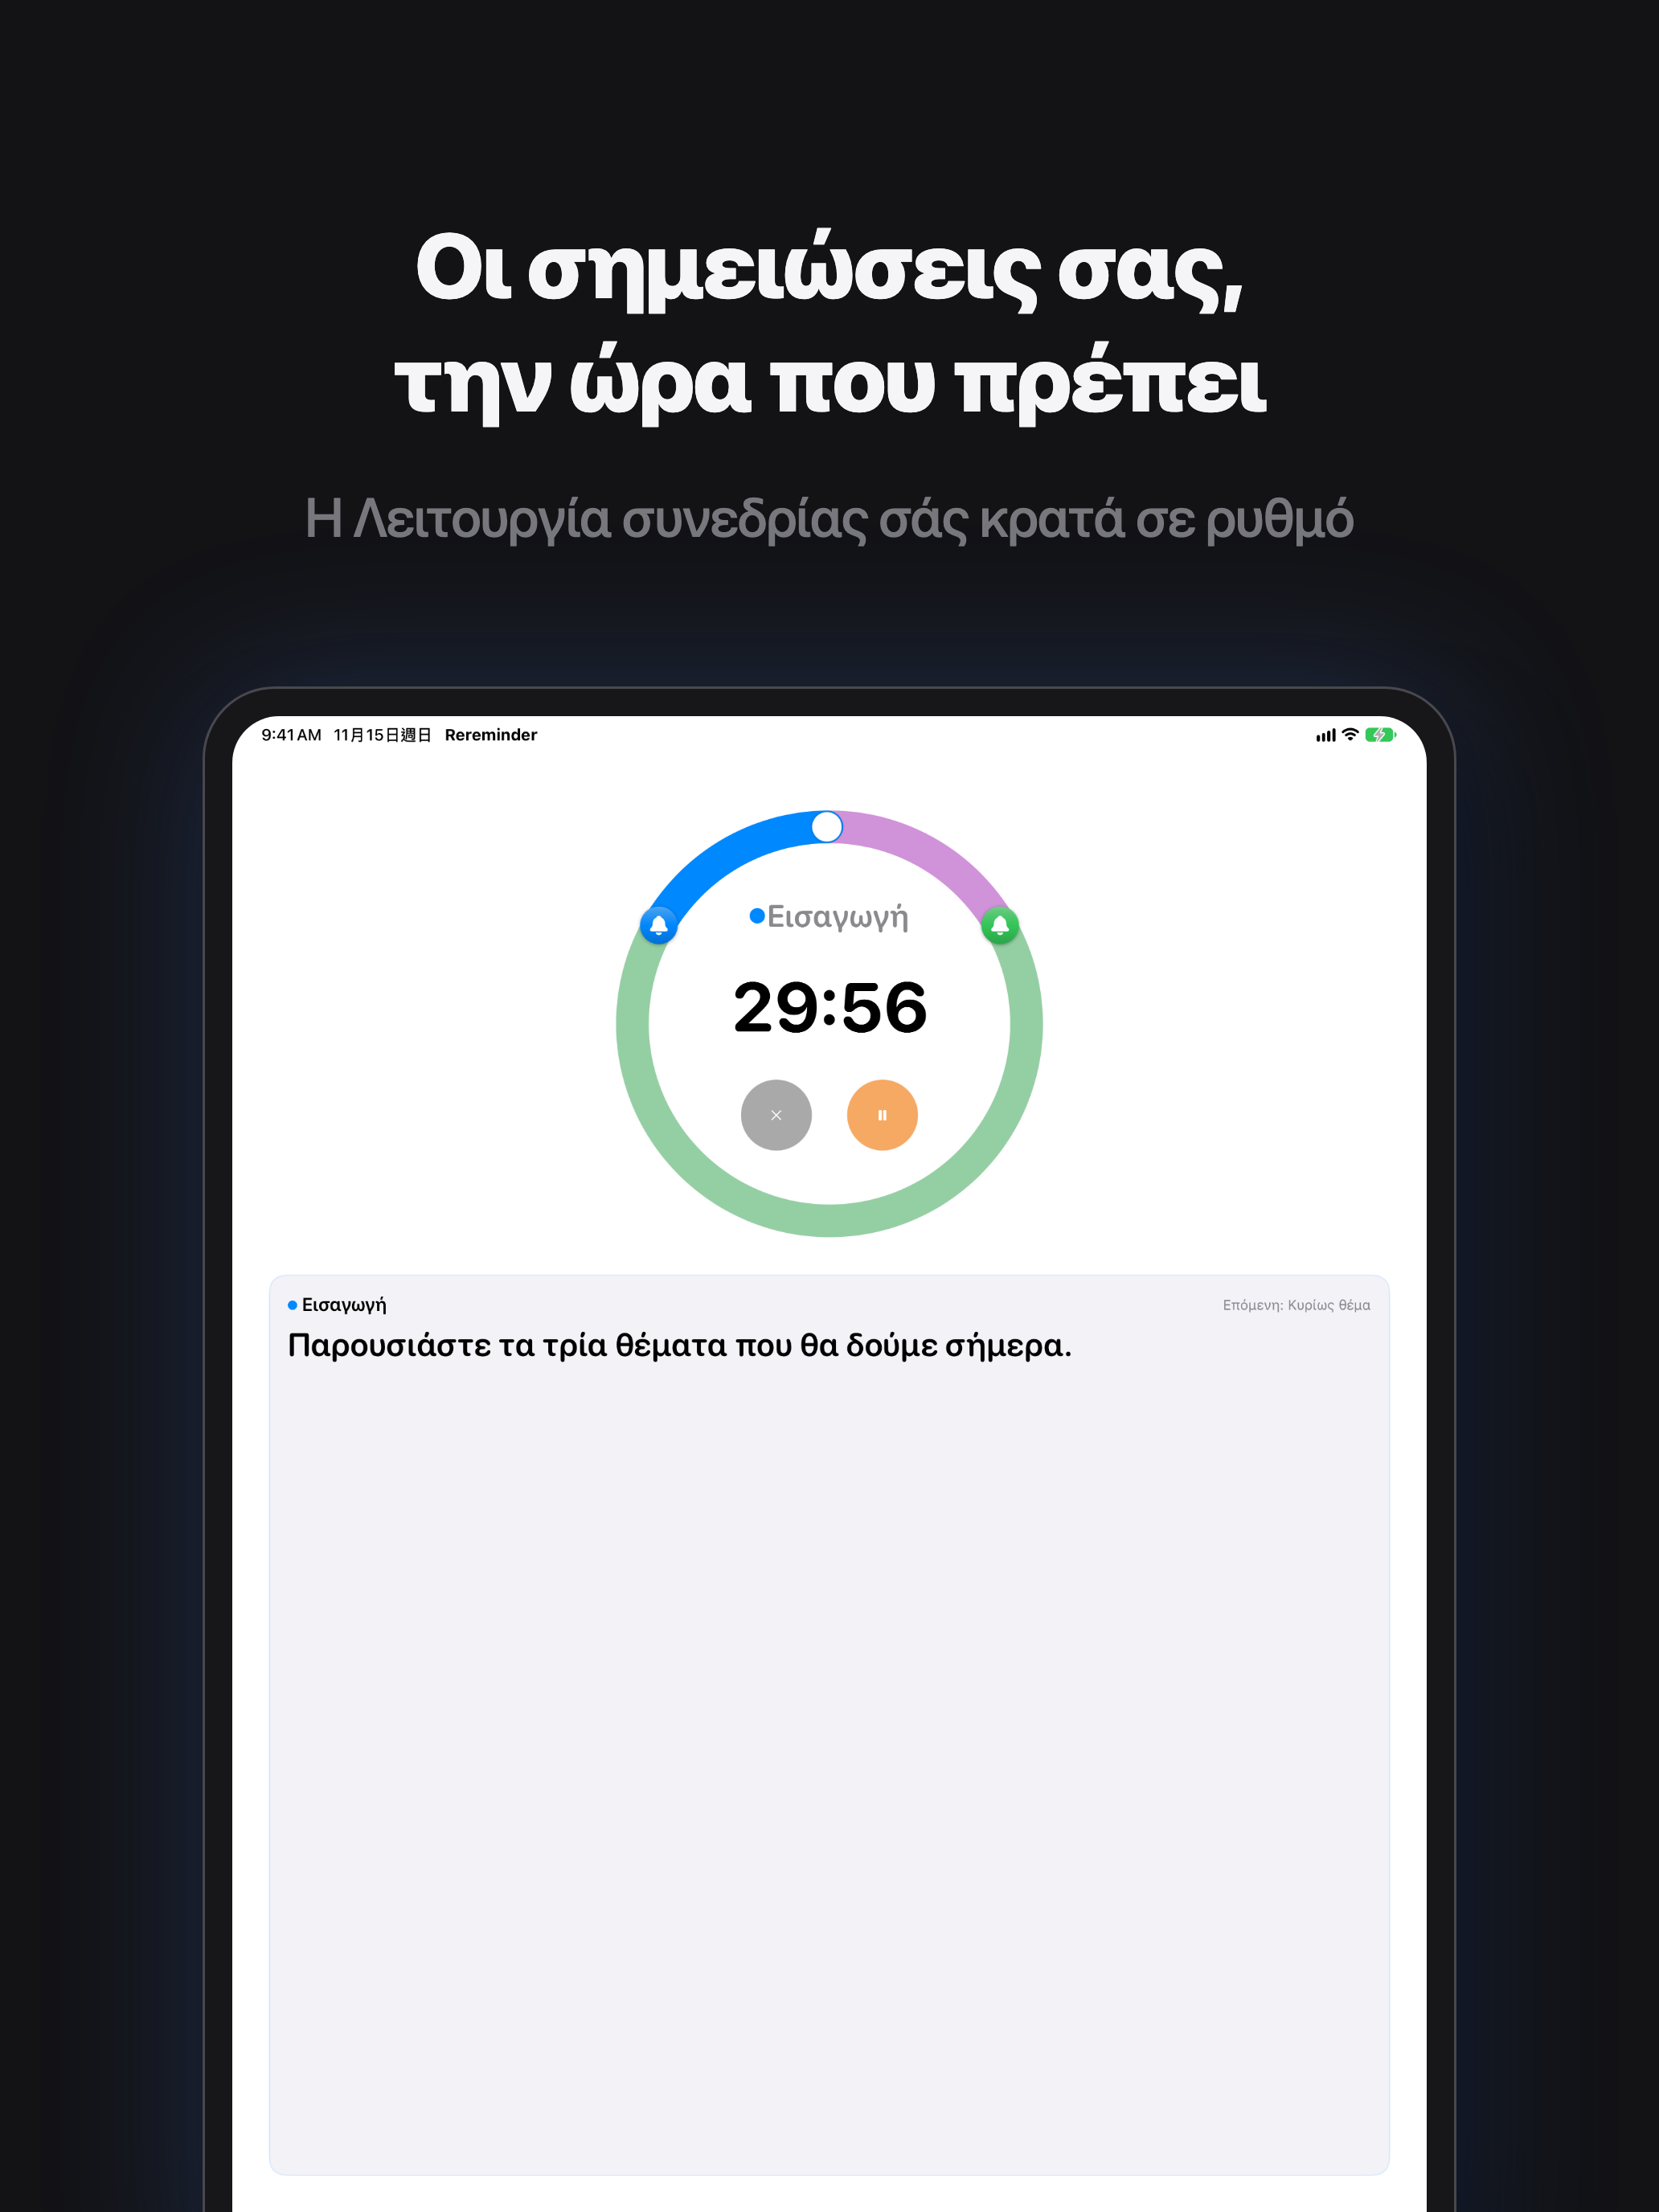 Οι σημειώσεις σας,
την ώρα που πρέπει
Η Λειτουργία συνεδρίας σάς κρατά σε ρυθμό
9:41 AM 11月15日週日 Rereminder
Εισαγωγή
29:56
Εισαγωγή Επόμενη: Κυρίως θέμα
Παρουσιάστε τα τρία θέματα που θα δούμε σήμερα.